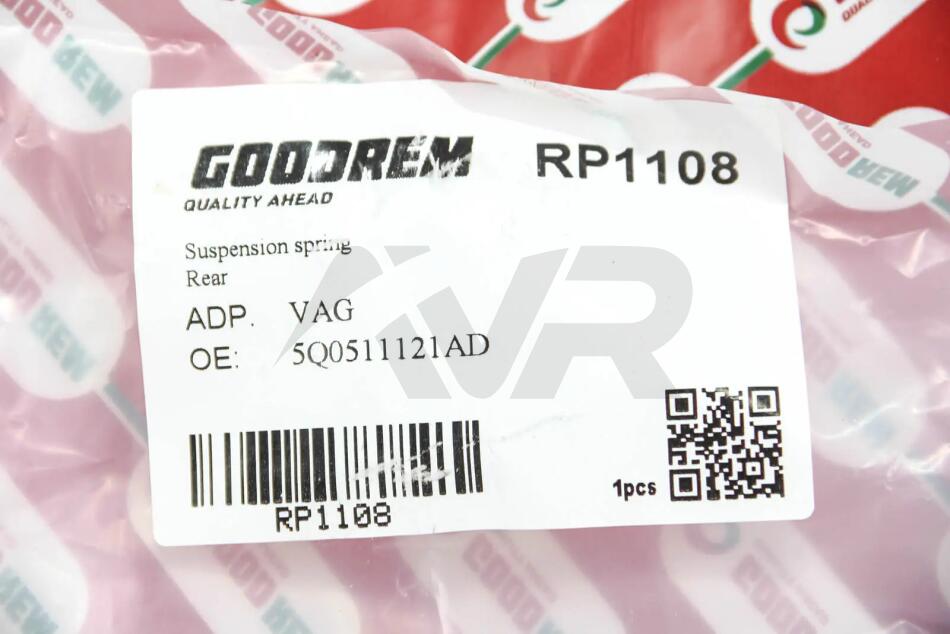 GOODREM RP1108
QUALITY AHEAD
Suspension spring
Rear
ADP. VAG
OE: 5Q0511121AD
RP1108
1pcs